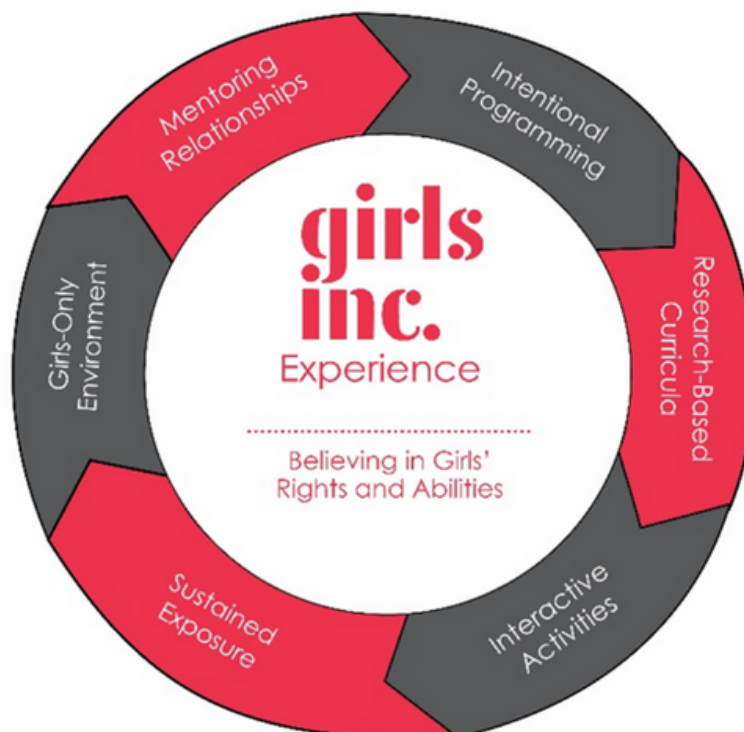 Mentoring
Relationships
Intentional
Programming
Research-Based
Curricula
Interactive
Activities
Sustained
Exposure
Girls-Only
Environment
girls
inc.
Experience
Believing in Girls'
Rights and Abilities